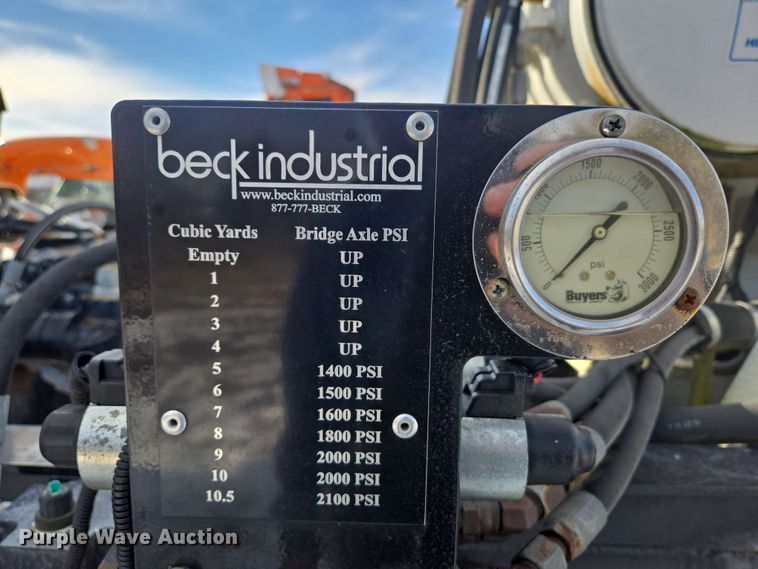 beck industrial
www.beckindustrial.com
877-777-BECK
Cubic Yards Bridge Axle PSI
Empty UP
1 UP
2 UP
3 UP
4 UP
5 1400 PSI
6 1500 PSI
7 1600 PSI
8 1800 PSI
9 2000 PSI
10 2000 PSI
10.5 2100 PSI
0 500 1000 1500 2000 2500 3000
psi
Buyers
Purple Wave Auction